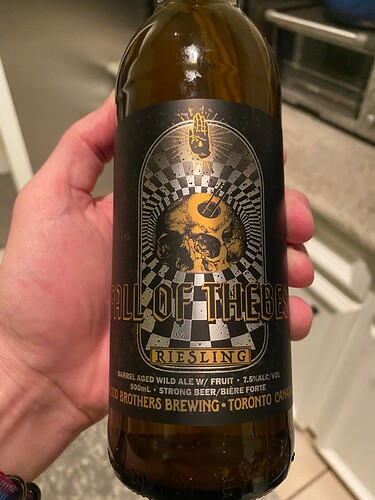 FALL OF THEBES
RIESLING
BARREL AGED WILD ALE W/ FRUIT • 7.5%ALC/VOL
500mL • STRONG BEER/BIÈRE FORTE
BROTHERS BREWING • TORONTO